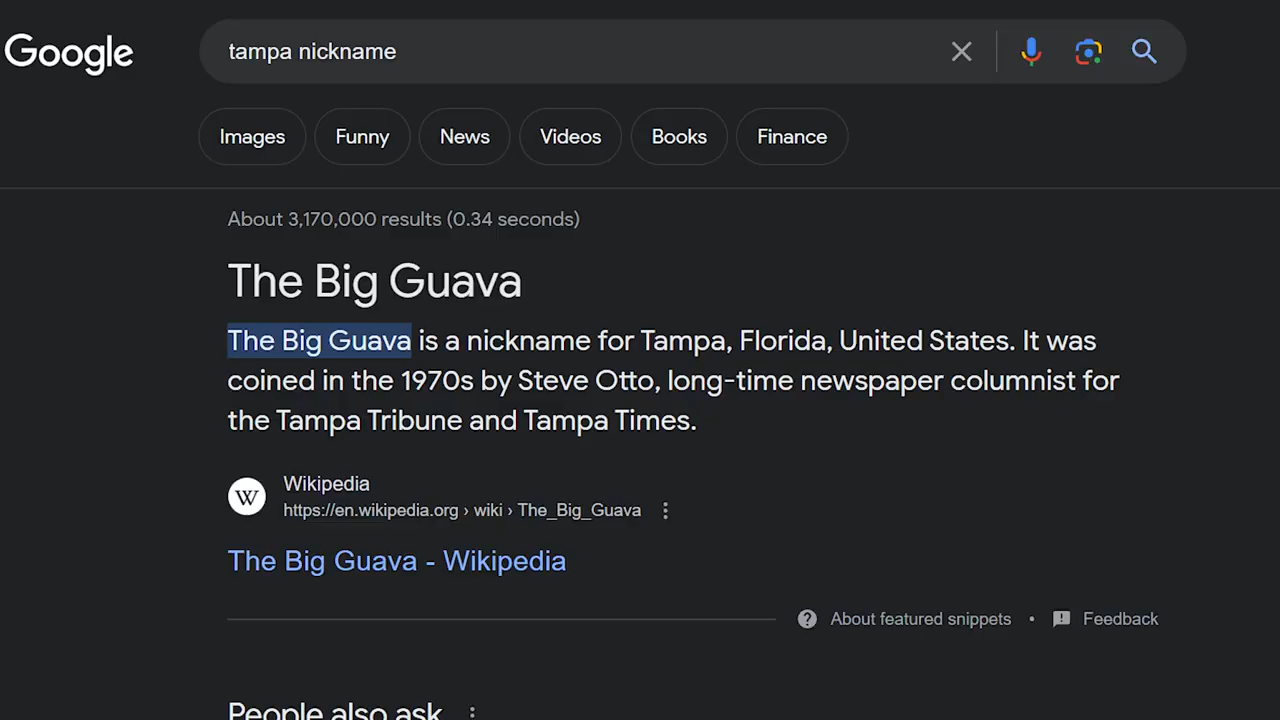 Google
tampa nickname
Images Funny News Videos Books Finance
About 3,170,000 results (0.34 seconds)
The Big Guava
The Big Guava is a nickname for Tampa, Florida, United States. It was
coined in the 1970s by Steve Otto, long-time newspaper columnist for
the Tampa Tribune and Tampa Times.
W
Wikipedia
https://en.wikipedia.org › wiki › The_Big_Guava
The Big Guava - Wikipedia
About featured snippets • Feedback
People also ask